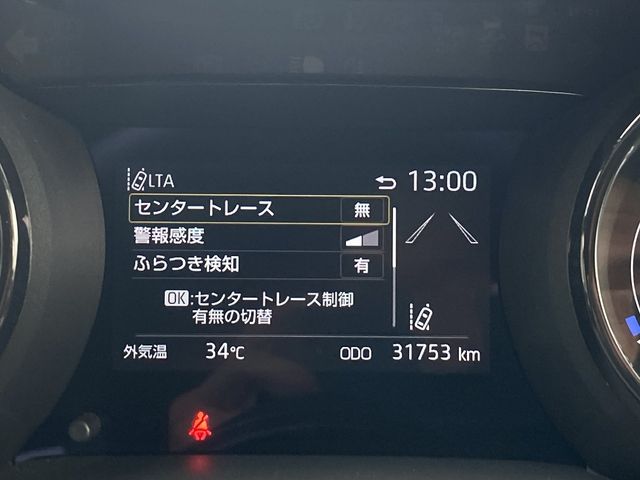 LTA 13:00
センタートレース 無
警報感度
ふらつき検知 有
OK:センタートレース制御
有無の切替
外気温 34℃ ODO 31753 km